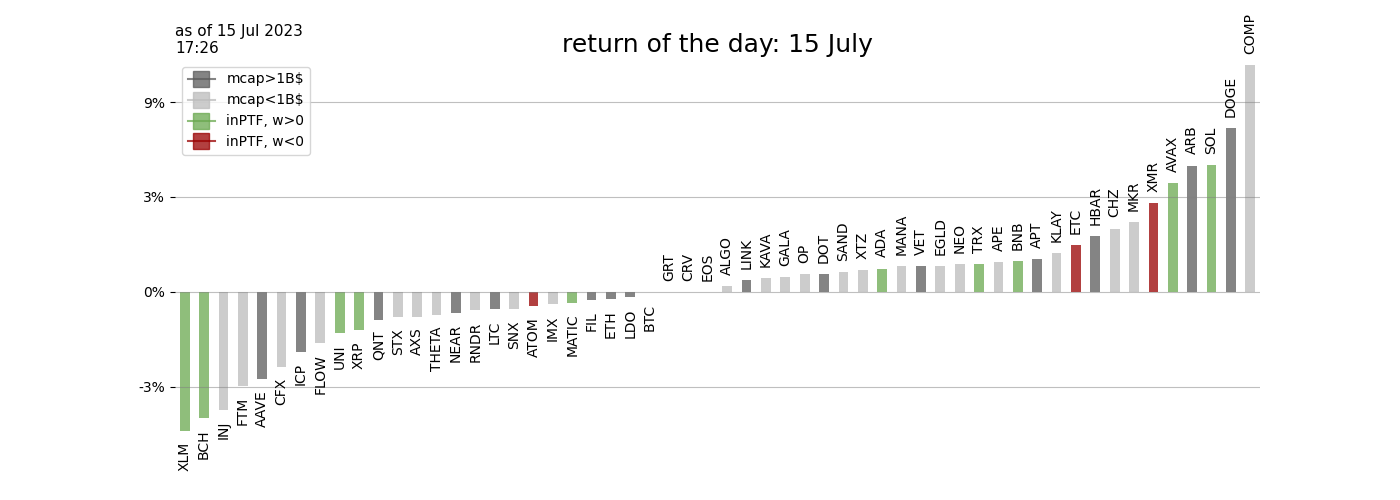 as of 15 Jul 2023
17:26
return of the day: 15 July
mcap>1B$
mcap<1B$
inPTF, w>0
inPTF, w<0
9%
3%
0%
-3%
XLM
BCH
INJ
FTM
AAVE
CFX
ICP
FLOW
UNI
XRP
QNT
STX
AXS
THETA
NEAR
RNDR
LTC
SNX
ATOM
IMX
MATIC
FIL
ETH
LDO
BTC
GRT
CRV
EOS
ALGO
LINK
KAVA
GALA
OP
DOT
SAND
XTZ
ADA
MANA
VET
EGLD
NEO
TRX
APE
BNB
APT
KLAY
ETC
HBAR
CHZ
MKR
XMR
AVAX
ARB
SOL
DOGE
COMP